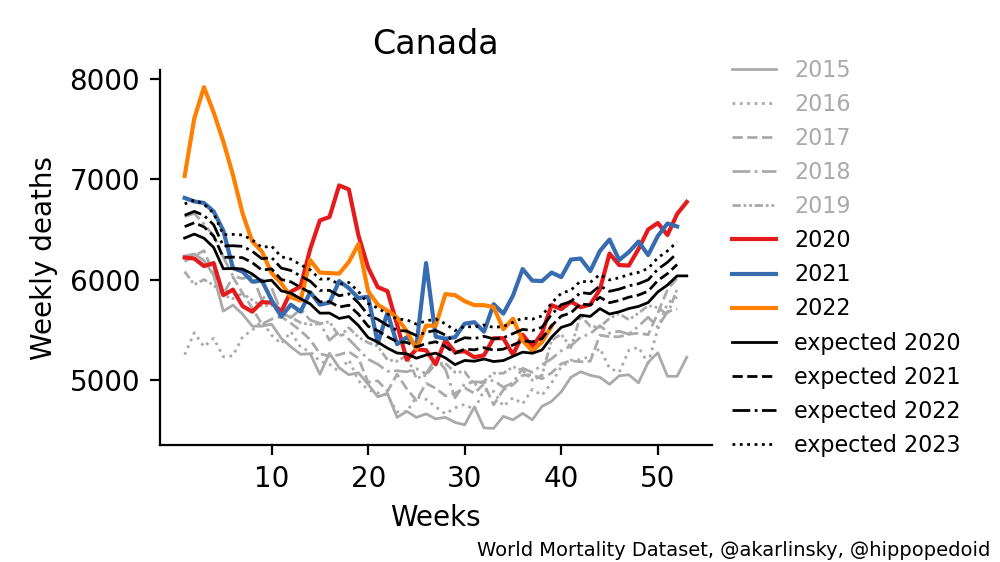 Canada
8000
7000
6000
5000
Weekly deaths
10 20 30 40 50
Weeks
2015
2016
2017
2018
2019
2020
2021
2022
expected 2020
expected 2021
expected 2022
expected 2023
World Mortality Dataset, @akarlinsky, @hippopedoid